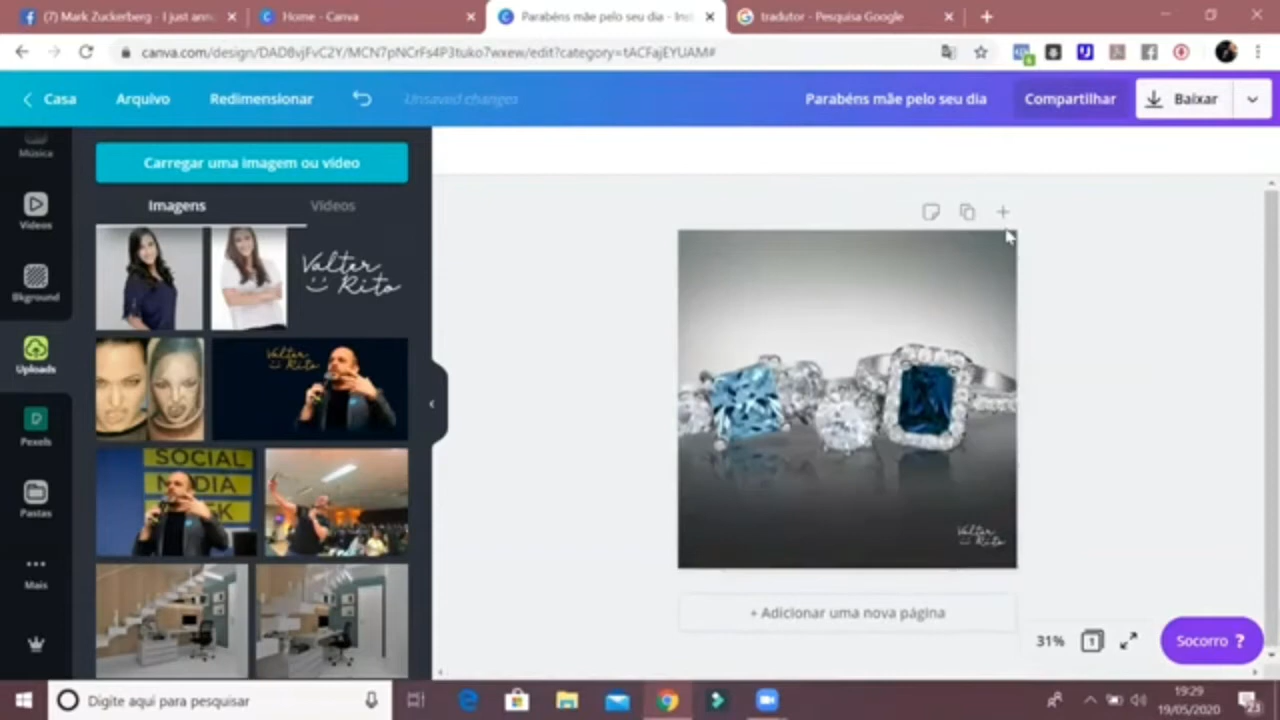 (7) Mark Zuckerberg - I just ann
Home - Canva
Parabéns mãe pelo seu dia - Inst
tradutor - Pesquisa Google
canva.com/design/DAD8vjFvC2Y/MCN7pNCrFs4P3tuko7wxew/edit?category=tACFajEYUAM#
Casa
Arquivo
Redimensionar
Unsaved changes
Parabéns mãe pelo seu dia
Compartilhar
Baixar
Música
Vídeos
Bkground
Uploads
Pexels
Pastas
Mais
Carregar uma imagem ou vídeo
Imagens
Vídeos
Valter
Rito
Valter
Rito
SOCIAL
MEDIA
Valter
Rito
+ Adicionar uma nova página
31%
1
Socorro ?
Digite aqui para pesquisar
19:29
19/05/2020
23